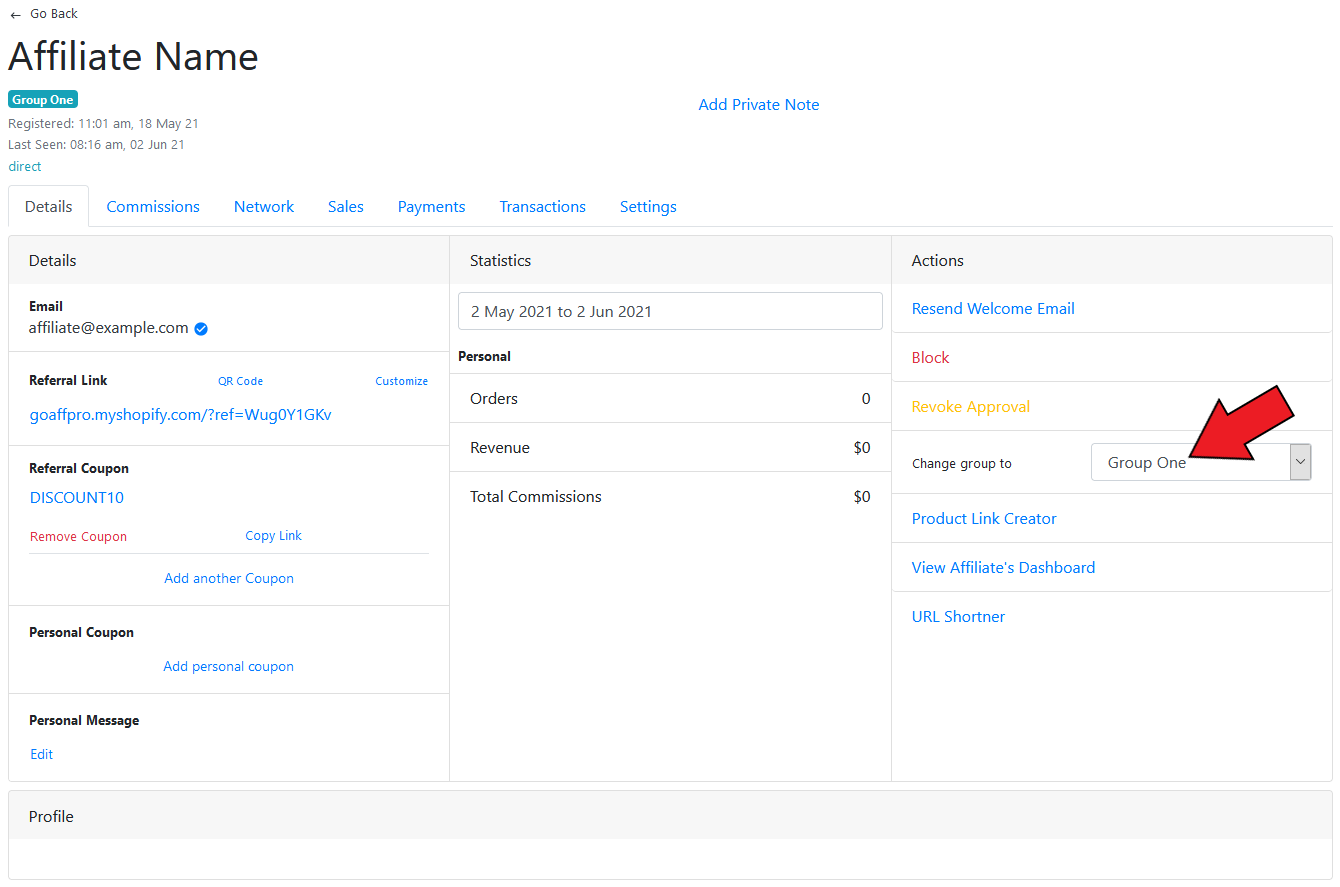 ← Go Back
Affiliate Name
Group One
Add Private Note
Registered: 11:01 am, 18 May 21
Last Seen: 08:16 am, 02 Jun 21
direct
Details Commissions Network Sales Payments Transactions Settings
Details
Email
affiliate@example.com
Referral Link QR Code Customize
goaffpro.myshopify.com/?ref=Wug0Y1GKv
Referral Coupon
DISCOUNT10
Remove Coupon Copy Link
Add another Coupon
Personal Coupon
Add personal coupon
Personal Message
Edit
Statistics
2 May 2021 to 2 Jun 2021
Personal
Orders 0
Revenue $0
Total Commissions $0
Actions
Resend Welcome Email
Block
Revoke Approval
Change group to Group One
Product Link Creator
View Affiliate's Dashboard
URL Shortner
Profile